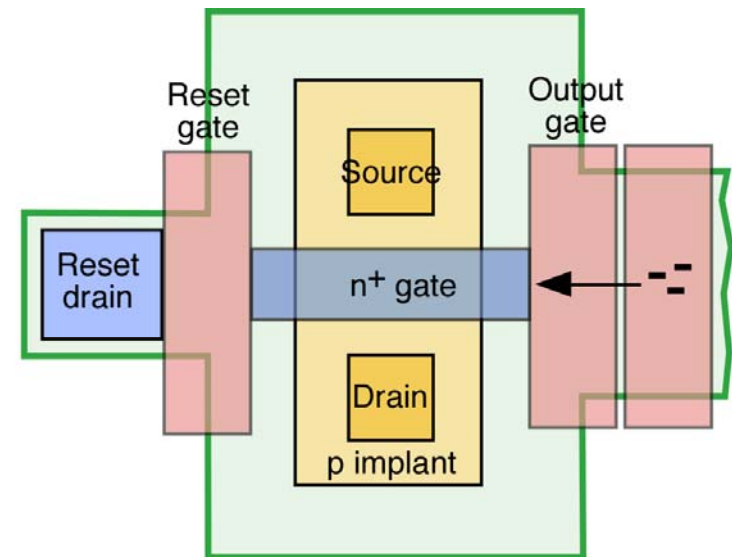 Reset
gate
Output
gate
Source
Reset
drain
n+ gate
Drain
p implant